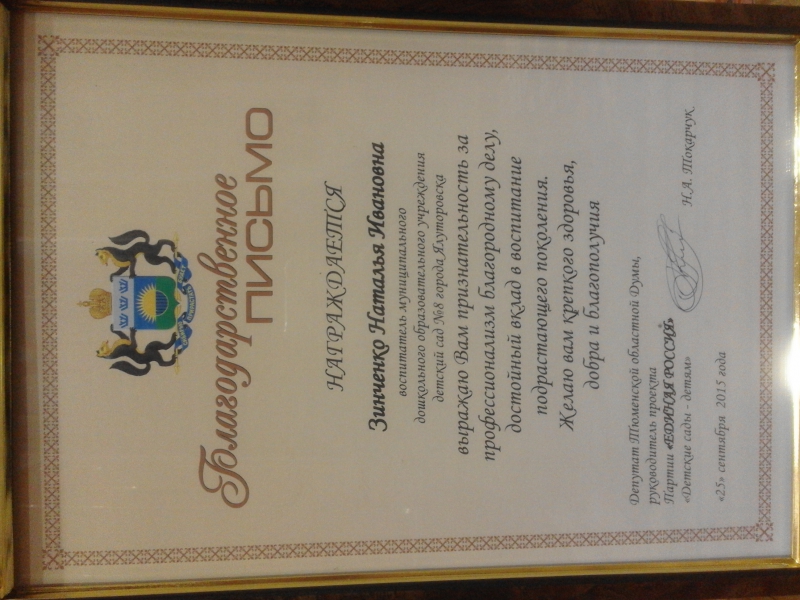 Благодарственное
ПИСЬМО
НАГРАЖДАЕТСЯ
Зинченко Наталья Ивановна
воспитатель муниципального
дошкольного образовательного учреждения
детский сад №8 города Ялуторовска
выражаю Вам признательность за
профессионализм благородному делу,
достойный вклад в воспитание
подрастающего поколения.
Желаю вам крепкого здоровья,
добра и благополучия
Депутат Тюменской областной Думы,
руководитель проекта
Партии «ЕДИНАЯ РОССИЯ»
«Детские сады - детям»
Н.А. Токарчук
«25» сентября 2015 года